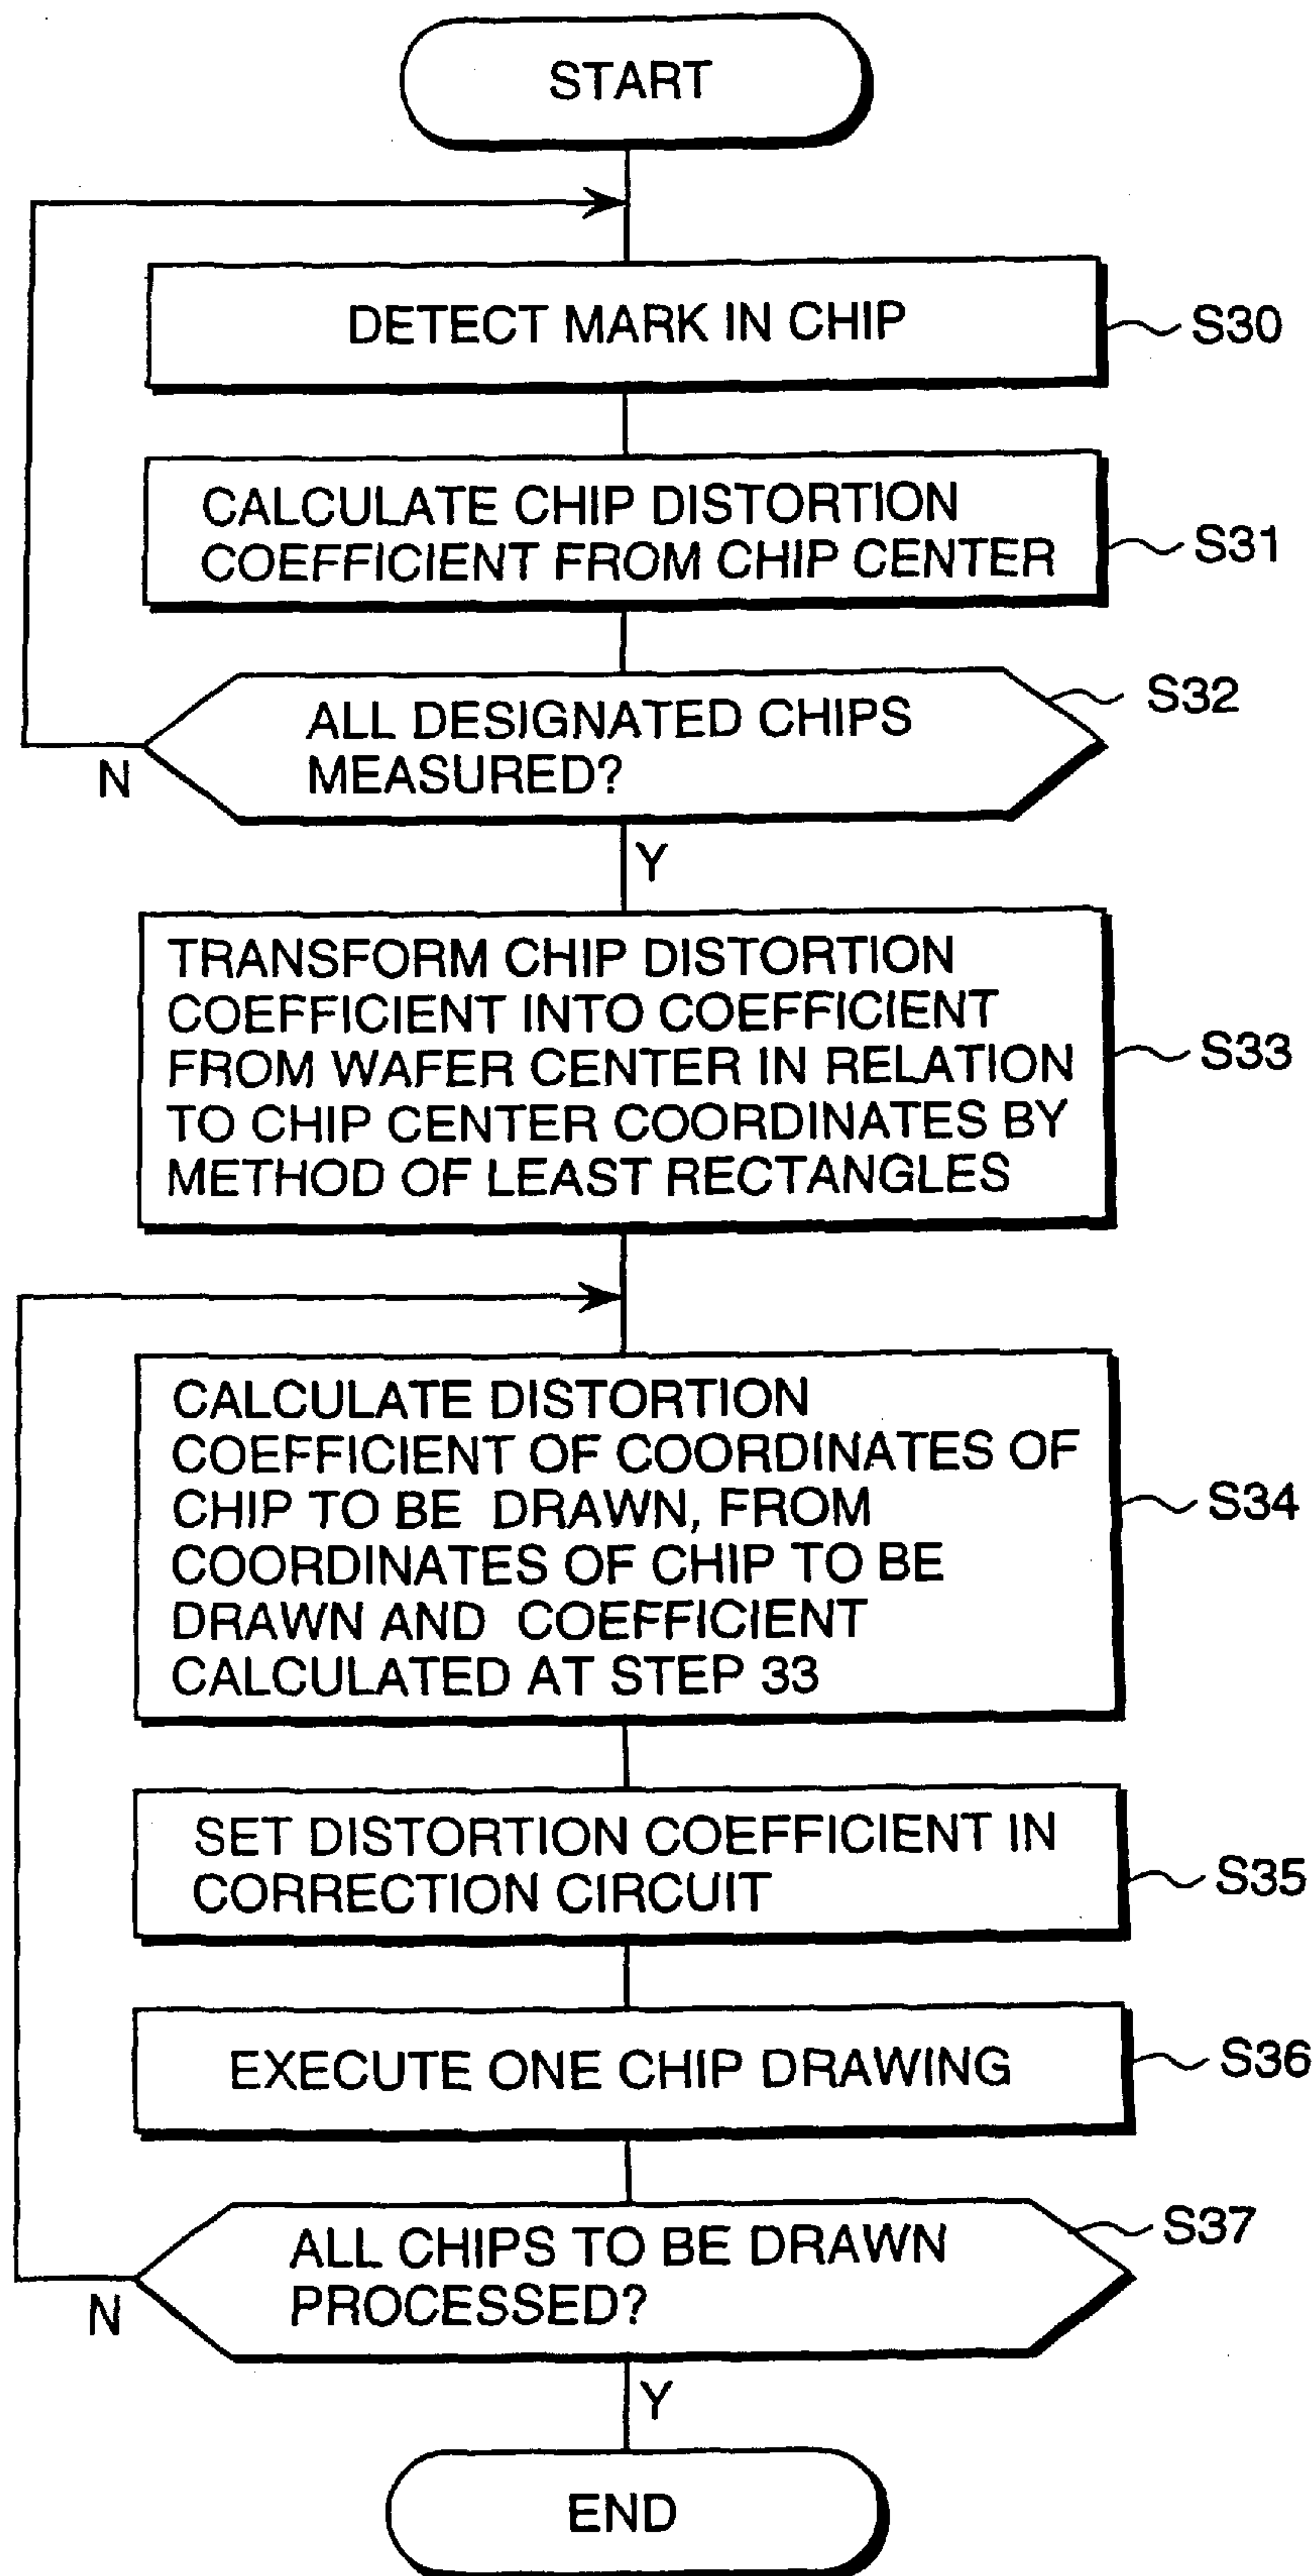 START
DETECT MARK IN CHIP
S30
CALCULATE CHIP DISTORTION
COEFFICIENT FROM CHIP CENTER
S31
ALL DESIGNATED CHIPS
MEASURED?
S32
N
Y
TRANSFORM CHIP DISTORTION
COEFFICIENT INTO COEFFICIENT
FROM WAFER CENTER IN RELATION
TO CHIP CENTER COORDINATES BY
METHOD OF LEAST RECTANGLES
S33
CALCULATE DISTORTION
COEFFICIENT OF COORDINATES OF
CHIP TO BE DRAWN, FROM
COORDINATES OF CHIP TO BE
DRAWN AND COEFFICIENT
CALCULATED AT STEP 33
S34
SET DISTORTION COEFFICIENT IN
CORRECTION CIRCUIT
S35
EXECUTE ONE CHIP DRAWING
S36
ALL CHIPS TO BE DRAWN
PROCESSED?
S37
N
Y
END